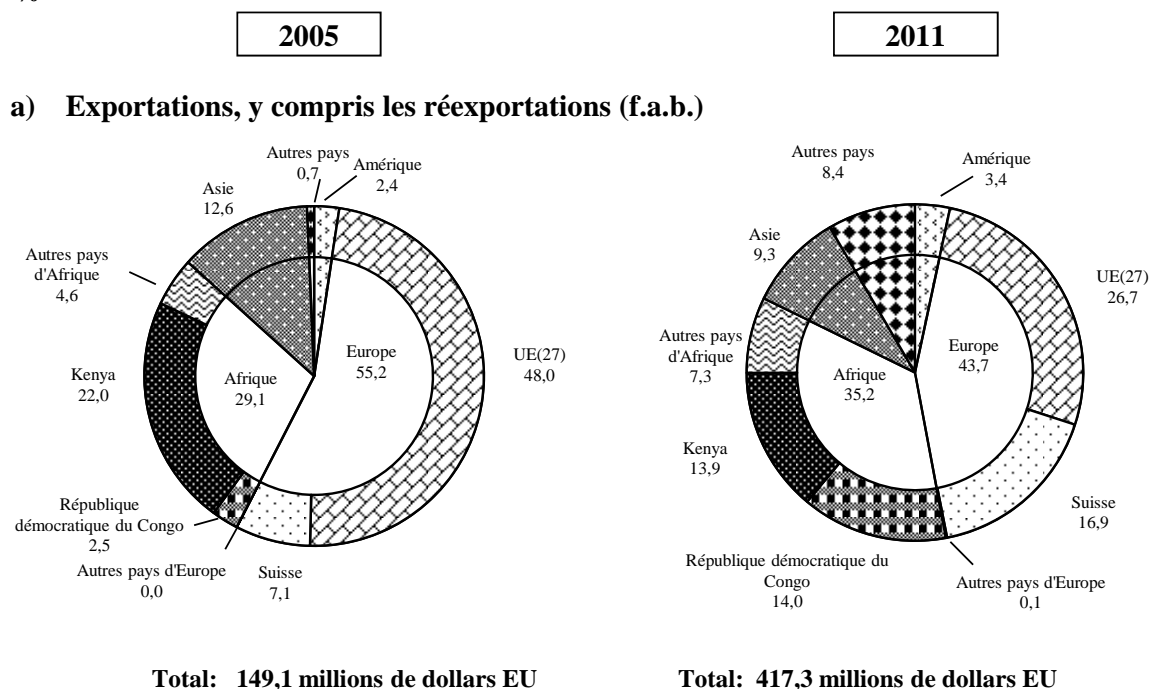 2005
2011
a) Exportations, y compris les réexportations (f.a.b.)
Autres pays
0,7
Amérique
2,4
Asie
12,6
Autres pays
d'Afrique
4,6
Europe
55,2
UE(27)
48,0
Kenya
22,0
Afrique
29,1
République
démocratique du Congo
2,5
Autres pays d'Europe
0,0
Suisse
7,1
Total: 149,1 millions de dollars EU
Autres pays
8,4
Amérique
3,4
Asie
9,3
UE(27)
26,7
Autres pays
d'Afrique
7,3
Europe
43,7
Afrique
35,2
Kenya
13,9
Suisse
16,9
République démocratique du
Congo
14,0
Autres pays d'Europe
0,1
Total: 417,3 millions de dollars EU